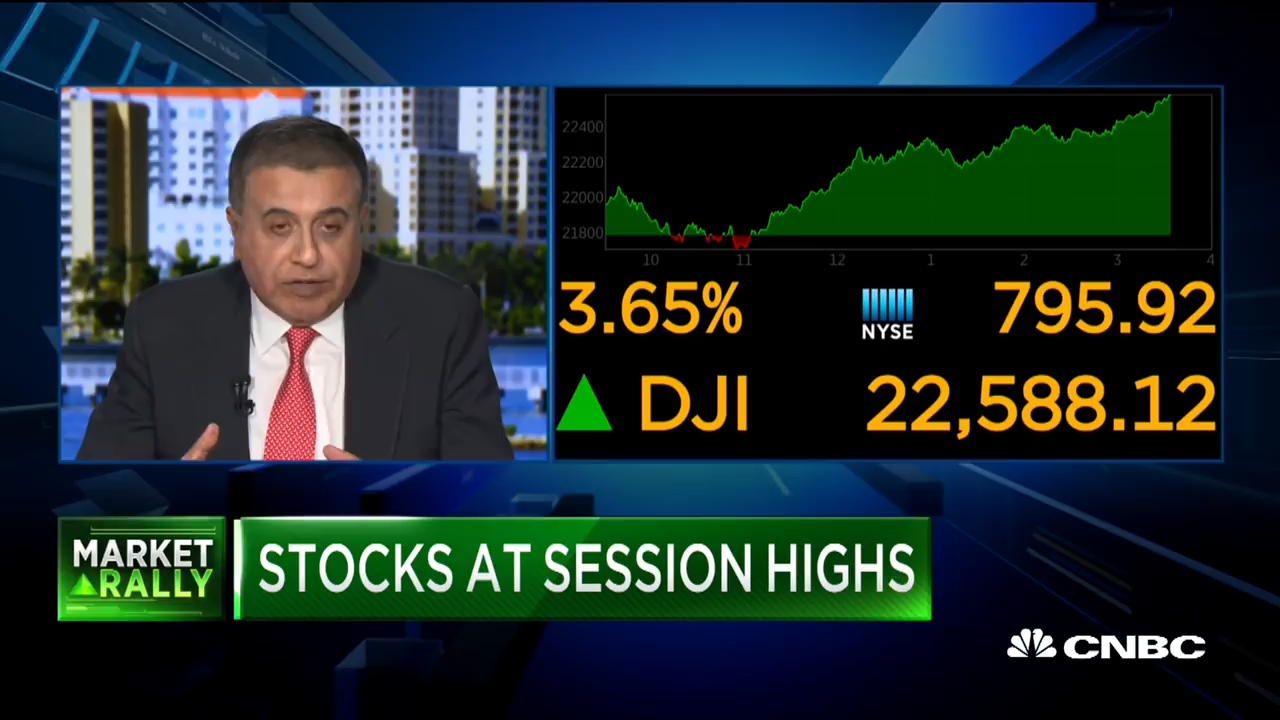 22400
22200
22000
21800
10 11 12 1 2 3 4
3.65% NYSE 795.92
▲ DJI 22,588.12
MARKET
▲RALLY
STOCKS AT SESSION HIGHS
CNBC